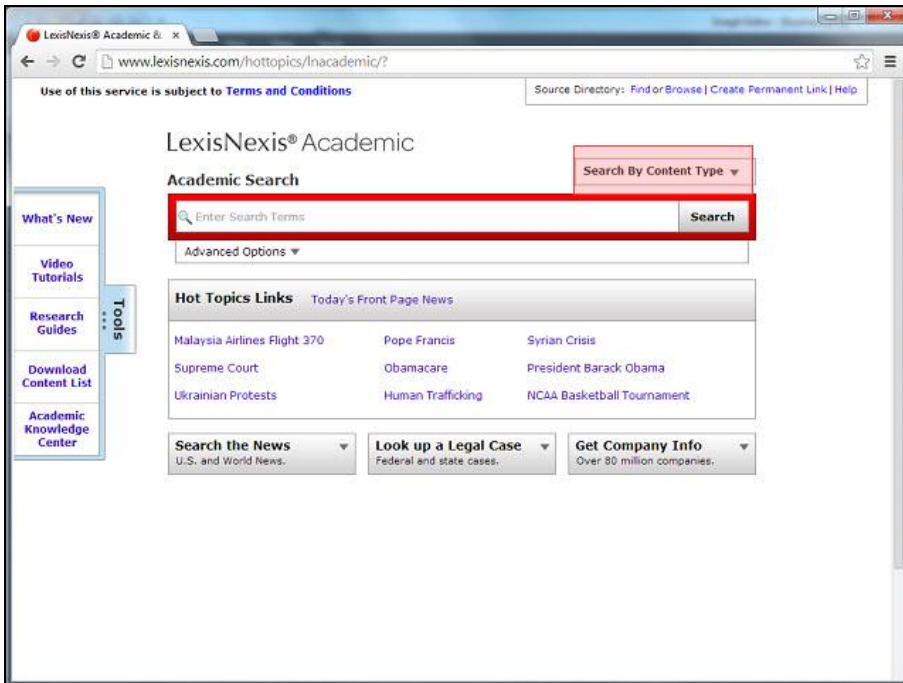 LexisNexis® Academic & x
www.lexisnexis.com/hottopics/lnacademic/?
Use of this service is subject to Terms and Conditions
Source Directory: Find or Browse | Create Permanent Link | Help
LexisNexis® Academic
Search By Content Type
Academic Search
Enter Search Terms
Search
Advanced Options
What's New
Video
Tutorials
Research
Guides
Download
Content List
Academic
Knowledge
Center
Tools
Hot Topics Links Today's Front Page News
Malaysia Airlines Flight 370 Pope Francis Syrian Crisis
Supreme Court Obamacare President Barack Obama
Ukrainian Protests Human Trafficking NCAA Basketball Tournament
Search the News Look up a Legal Case Get Company Info
U.S. and World News. Federal and state cases. Over 80 million companies.